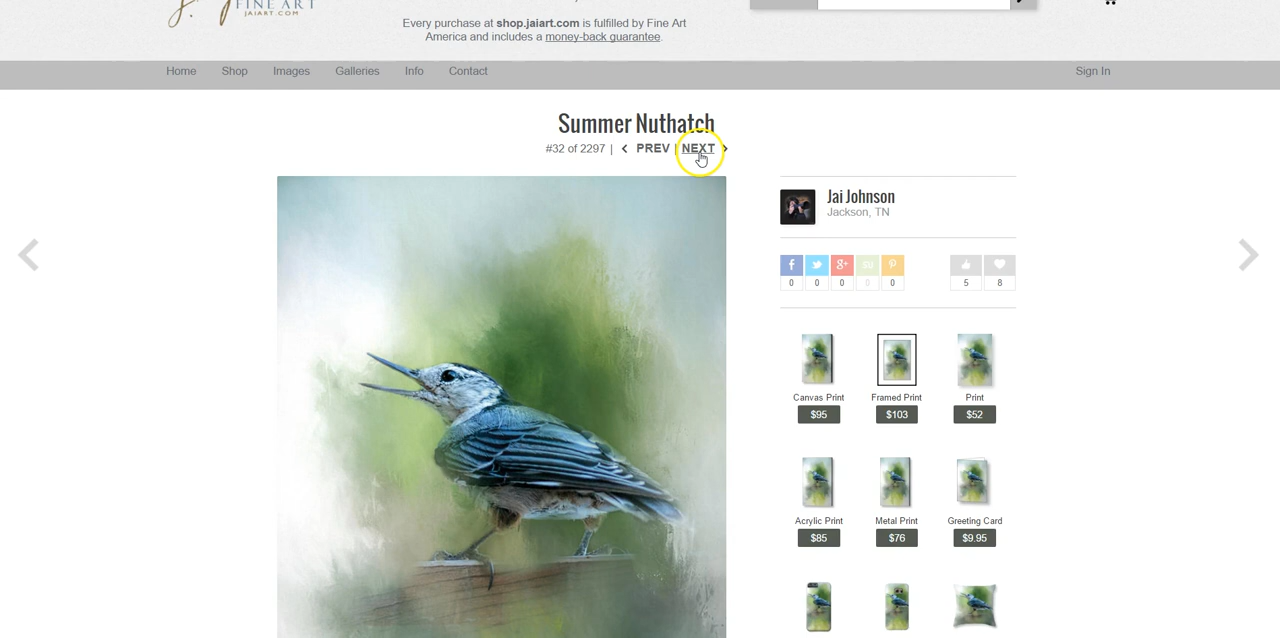 FINE ART
JAIART.COM
Every purchase at shop.jaiart.com is fulfilled by Fine Art
America and includes a money-back guarantee.
Home Shop Images Galleries Info Contact Sign In
Summer Nuthatch
#32 of 2297 | PREV | NEXT
Jai Johnson
Jackson, TN
0 0 0 0 0 5 8
Canvas Print Framed Print Print
$95 $103 $52
Acrylic Print Metal Print Greeting Card
$85 $76 $9.95